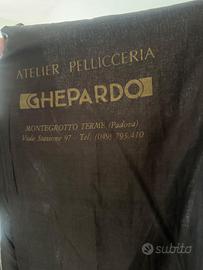 ATELIER PELLICCERIA
GHEPARDO
MONTEGROTTO TERME (Padova)
Viale Stazione 97 - Tel. (049) 795.410
subito